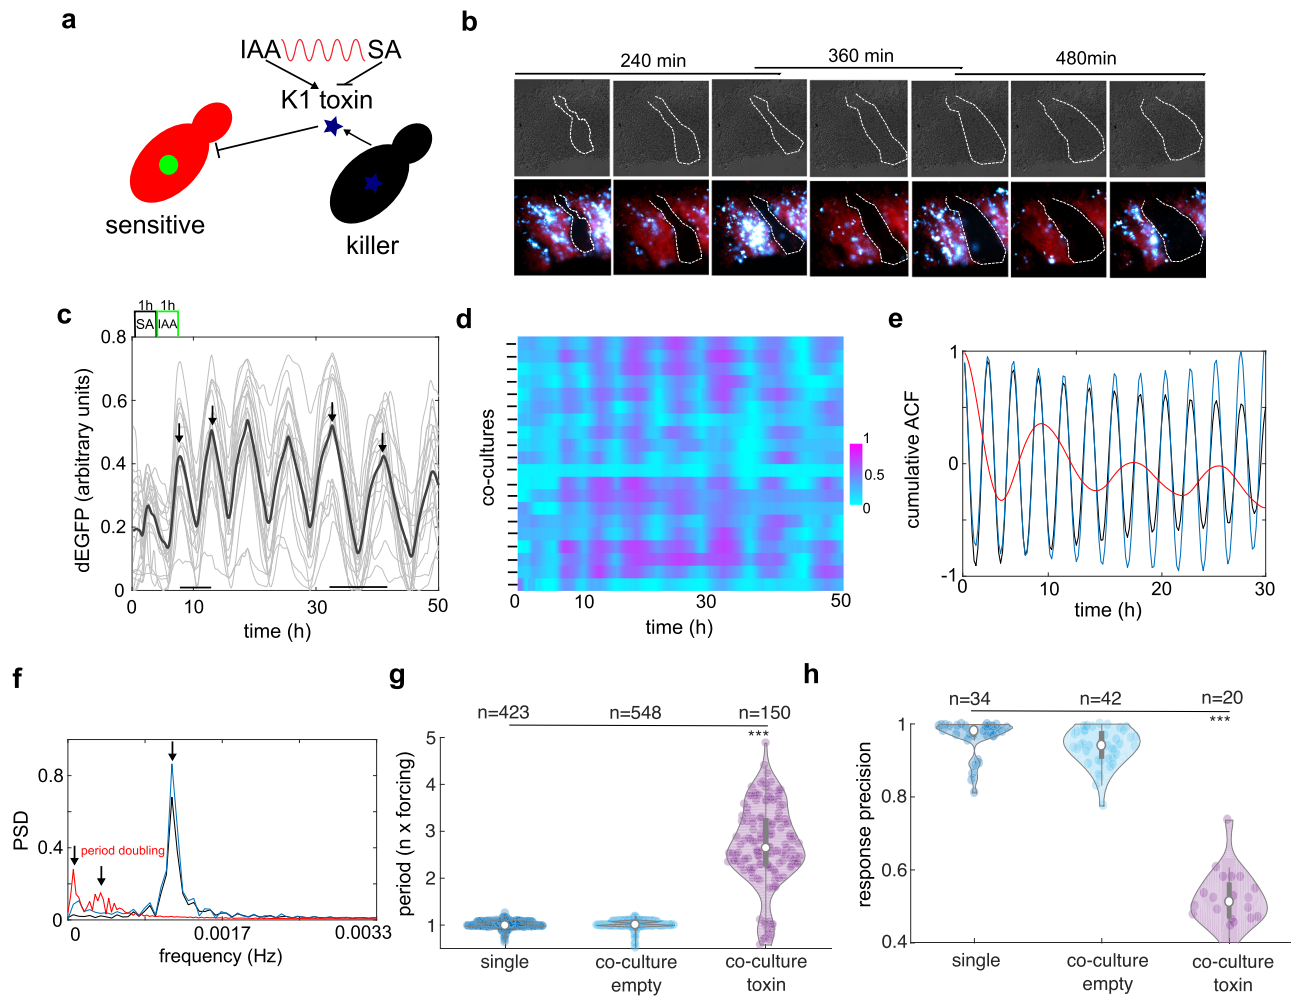 a
IAA SA
K1 toxin
sensitive
killer
b
240 min 360 min 480min
c
1h 1h
SA IAA
0.8
0.6
0.4
0.2
0
dEGFP (arbitrary units)
0 10 30 50
time (h)
d
co-cultures
0 10 30 50
time (h)
1
0.5
0
e
1
0
-1
cumulative ACF
0 10 20 30
time (h)
f
0.8
0.4
0
PSD
period doubling
0 0.0017 0.0033
frequency (Hz)
g
n=423 n=548 n=150
***
5
4
3
2
1
period (n x forcing)
single co-culture co-culture
empty toxin
h
n=34 n=42 n=20
***
1
0.8
0.6
0.4
response precision
single co-culture co-culture
empty toxin